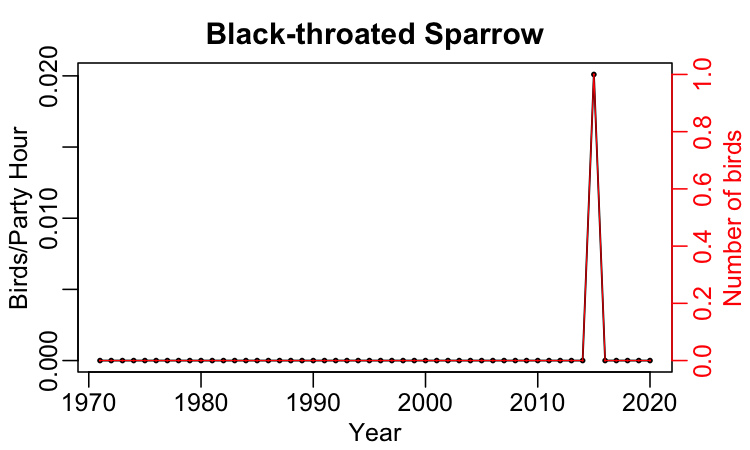 Black-throated Sparrow
Birds/Party Hour
0.020
0.010
0.000
1.0
0.8
0.6
0.4
0.2
0.0
Number of birds
1970 1980 1990 2000 2010 2020
Year